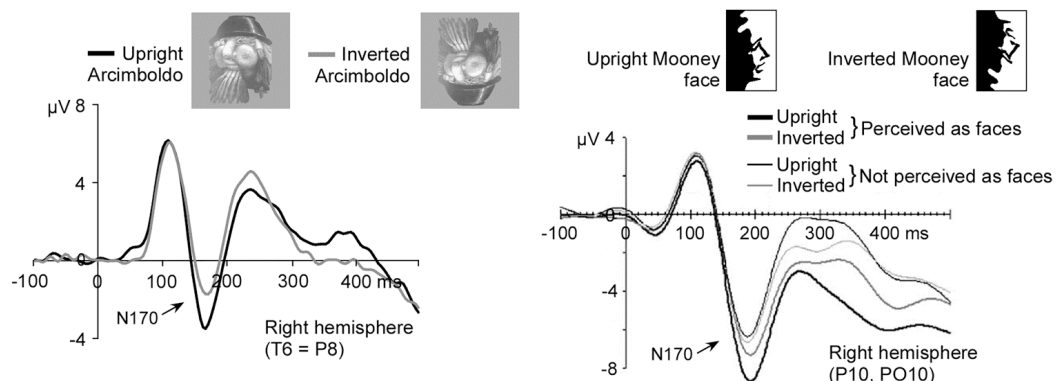 Upright
Arcimboldo
Inverted
Arcimboldo
µV 8
4
0
-4
-100
0
100
200
300
400 ms
N170
Right hemisphere
(T6 = P8)
Upright Mooney
face
Inverted Mooney
face
Upright
Inverted
} Perceived as faces
Upright
Inverted
} Not perceived as faces
µV 4
0
-4
-8
-100
0
100
200
300
400 ms
N170
Right hemisphere
(P10, PO10)